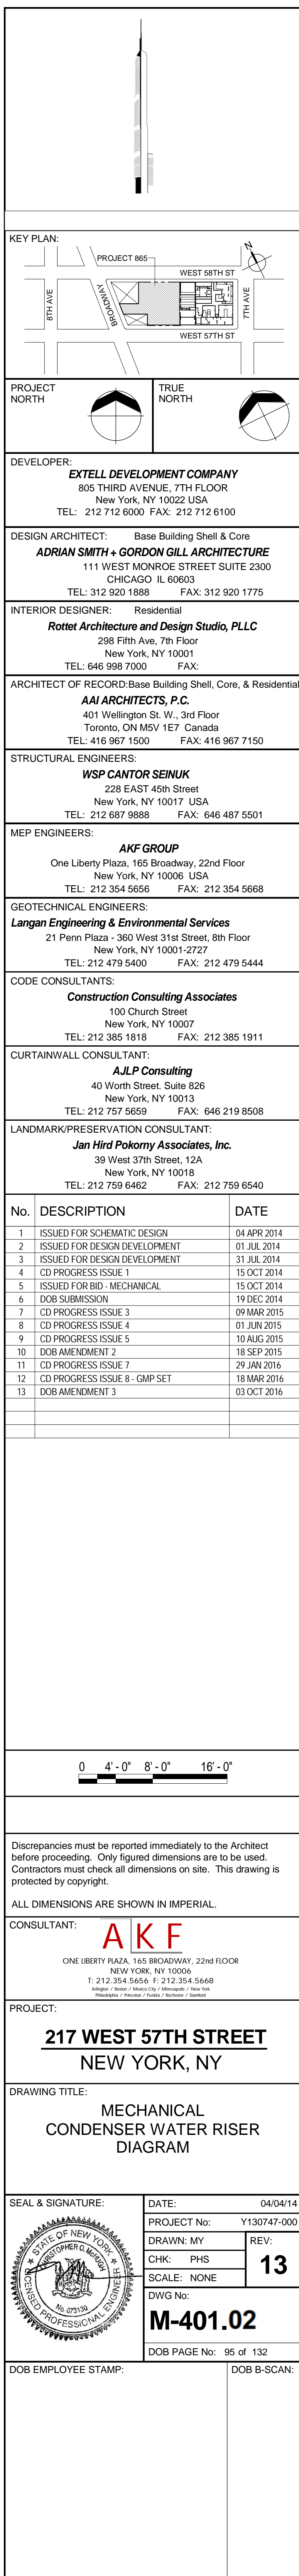 KEY PLAN:
N
PROJECT 865
WEST 58TH ST
8TH AVE
BROADWAY
7TH AVE
WEST 57TH ST
PROJECT
NORTH
TRUE
NORTH
DEVELOPER:
EXTELL DEVELOPMENT COMPANY
805 THIRD AVENUE, 7TH FLOOR
New York, NY 10022 USA
TEL: 212 712 6000 FAX: 212 712 6100
DESIGN ARCHITECT: Base Building Shell & Core
ADRIAN SMITH + GORDON GILL ARCHITECTURE
111 WEST MONROE STREET SUITE 2300
CHICAGO IL 60603
TEL: 312 920 1888 FAX: 312 920 1775
INTERIOR DESIGNER: Residential
Rottet Architecture and Design Studio, PLLC
298 Fifth Ave, 7th Floor
New York, NY 10001
TEL: 646 998 7000 FAX:
ARCHITECT OF RECORD:Base Building Shell, Core, & Residential
AAI ARCHITECTS, P.C.
401 Wellington St. W., 3rd Floor
Toronto, ON M5V 1E7 Canada
TEL: 416 967 1500 FAX: 416 967 7150
STRUCTURAL ENGINEERS:
WSP CANTOR SEINUK
228 EAST 45th Street
New York, NY 10017 USA
TEL: 212 687 9888 FAX: 646 487 5501
MEP ENGINEERS:
AKF GROUP
One Liberty Plaza, 165 Broadway, 22nd Floor
New York, NY 10006 USA
TEL: 212 354 5656 FAX: 212 354 5668
GEOTECHNICAL ENGINEERS:
Langan Engineering & Environmental Services
21 Penn Plaza - 360 West 31st Street, 8th Floor
New York, NY 10001-2727
TEL: 212 479 5400 FAX: 212 479 5444
CODE CONSULTANTS:
Construction Consulting Associates
100 Church Street
New York, NY 10007
TEL: 212 385 1818 FAX: 212 385 1911
CURTAINWALL CONSULTANT:
AJLP Consulting
40 Worth Street. Suite 826
New York, NY 10013
TEL: 212 757 5659 FAX: 646 219 8508
LANDMARK/PRESERVATION CONSULTANT:
Jan Hird Pokorny Associates, Inc.
39 West 37th Street, 12A
New York, NY 10018
TEL: 212 759 6462 FAX: 212 759 6540
No. DESCRIPTION DATE
1 ISSUED FOR SCHEMATIC DESIGN 04 APR 2014
2 ISSUED FOR DESIGN DEVELOPMENT 01 JUL 2014
3 ISSUED FOR DESIGN DEVELOPMENT 31 JUL 2014
4 CD PROGRESS ISSUE 1 15 OCT 2014
5 ISSUED FOR BID - MECHANICAL 15 OCT 2014
6 DOB SUBMISSION 19 DEC 2014
7 CD PROGRESS ISSUE 3 09 MAR 2015
8 CD PROGRESS ISSUE 4 01 JUN 2015
9 CD PROGRESS ISSUE 5 10 AUG 2015
10 DOB AMENDMENT 2 18 SEP 2015
11 CD PROGRESS ISSUE 7 29 JAN 2016
12 CD PROGRESS ISSUE 8 - GMP SET 18 MAR 2016
13 DOB AMENDMENT 3 03 OCT 2016
0 4' - 0" 8' - 0" 16' - 0"
Discrepancies must be reported immediately to the Architect
before proceeding. Only figured dimensions are to be used.
Contractors must check all dimensions on site. This drawing is
protected by copyright.
ALL DIMENSIONS ARE SHOWN IN IMPERIAL.
CONSULTANT:
AKF
ONE LIBERTY PLAZA, 165 BROADWAY, 22nd FLOOR
NEW YORK, NY 10006
T: 212.354.5656 F: 212.354.5668
Arlington / Boston / Mexico City / Minneapolis / New York
Philadelphia / Princeton / Puebla / Rochester / Stamford
PROJECT:
217 WEST 57TH STREET
NEW YORK, NY
DRAWING TITLE:
MECHANICAL
CONDENSER WATER RISER
DIAGRAM
SEAL & SIGNATURE:
STATE OF NEW YORK
No. 073130
LICENSED PROFESSIONAL ENGINEER
DATE: 04/04/14
PROJECT No: Y130747-000
DRAWN: MY
REV:
CHK: PHS
13
SCALE: NONE
DWG No:
M-401.02
DOB PAGE No: 95 of 132
DOB EMPLOYEE STAMP:
DOB B-SCAN: